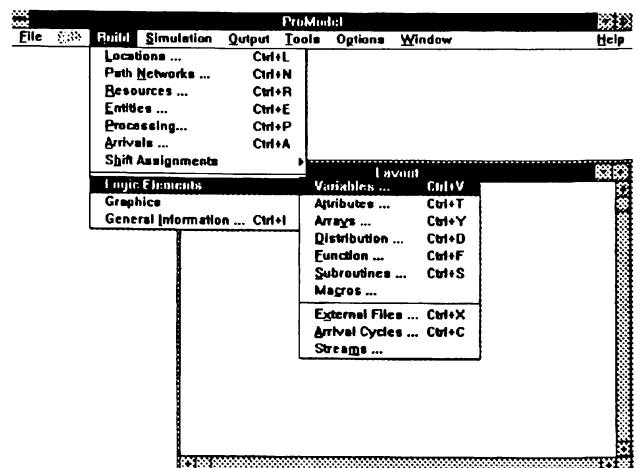 ProModel
File Edit Build Simulation Output Tools Options Window Help
Locations ... Ctrl+L
Path Networks ... Ctrl+N
Resources ... Ctrl+R
Entities ... Ctrl+E
Processing... Ctrl+P
Arrivals ... Ctrl+A
Shift Assignments
Logic Elements
Graphics
General Information ... Ctrl+I
Layout
Variables ... Ctrl+V
Attributes ... Ctrl+T
Arrays ... Ctrl+Y
Distribution ... Ctrl+D
Function ... Ctrl+F
Subroutines ... Ctrl+S
Macros ...
External Files ... Ctrl+X
Arrival Cycles ... Ctrl+C
Streams ...